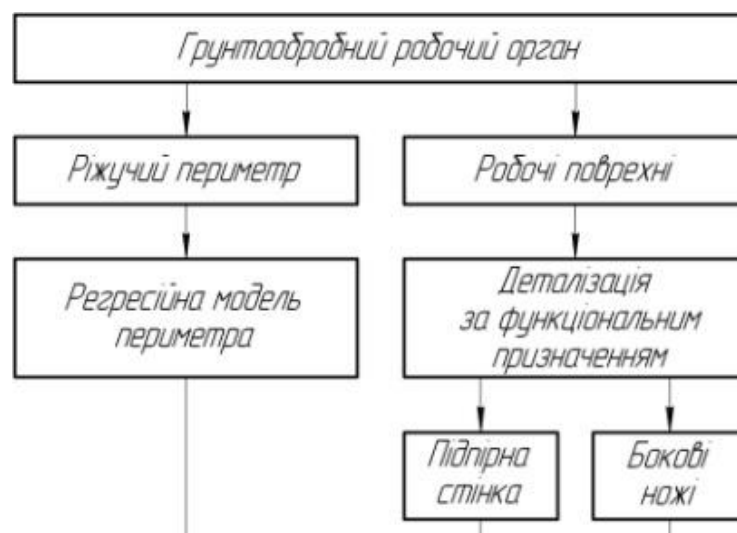 Грунтообробний робочий орган
Ріжучий периметр
Робочі поврехні
Регресійна модель
периметра
Деталізація
за функціональним
призначенням
Підпірна
стінка
Бокові
ножі